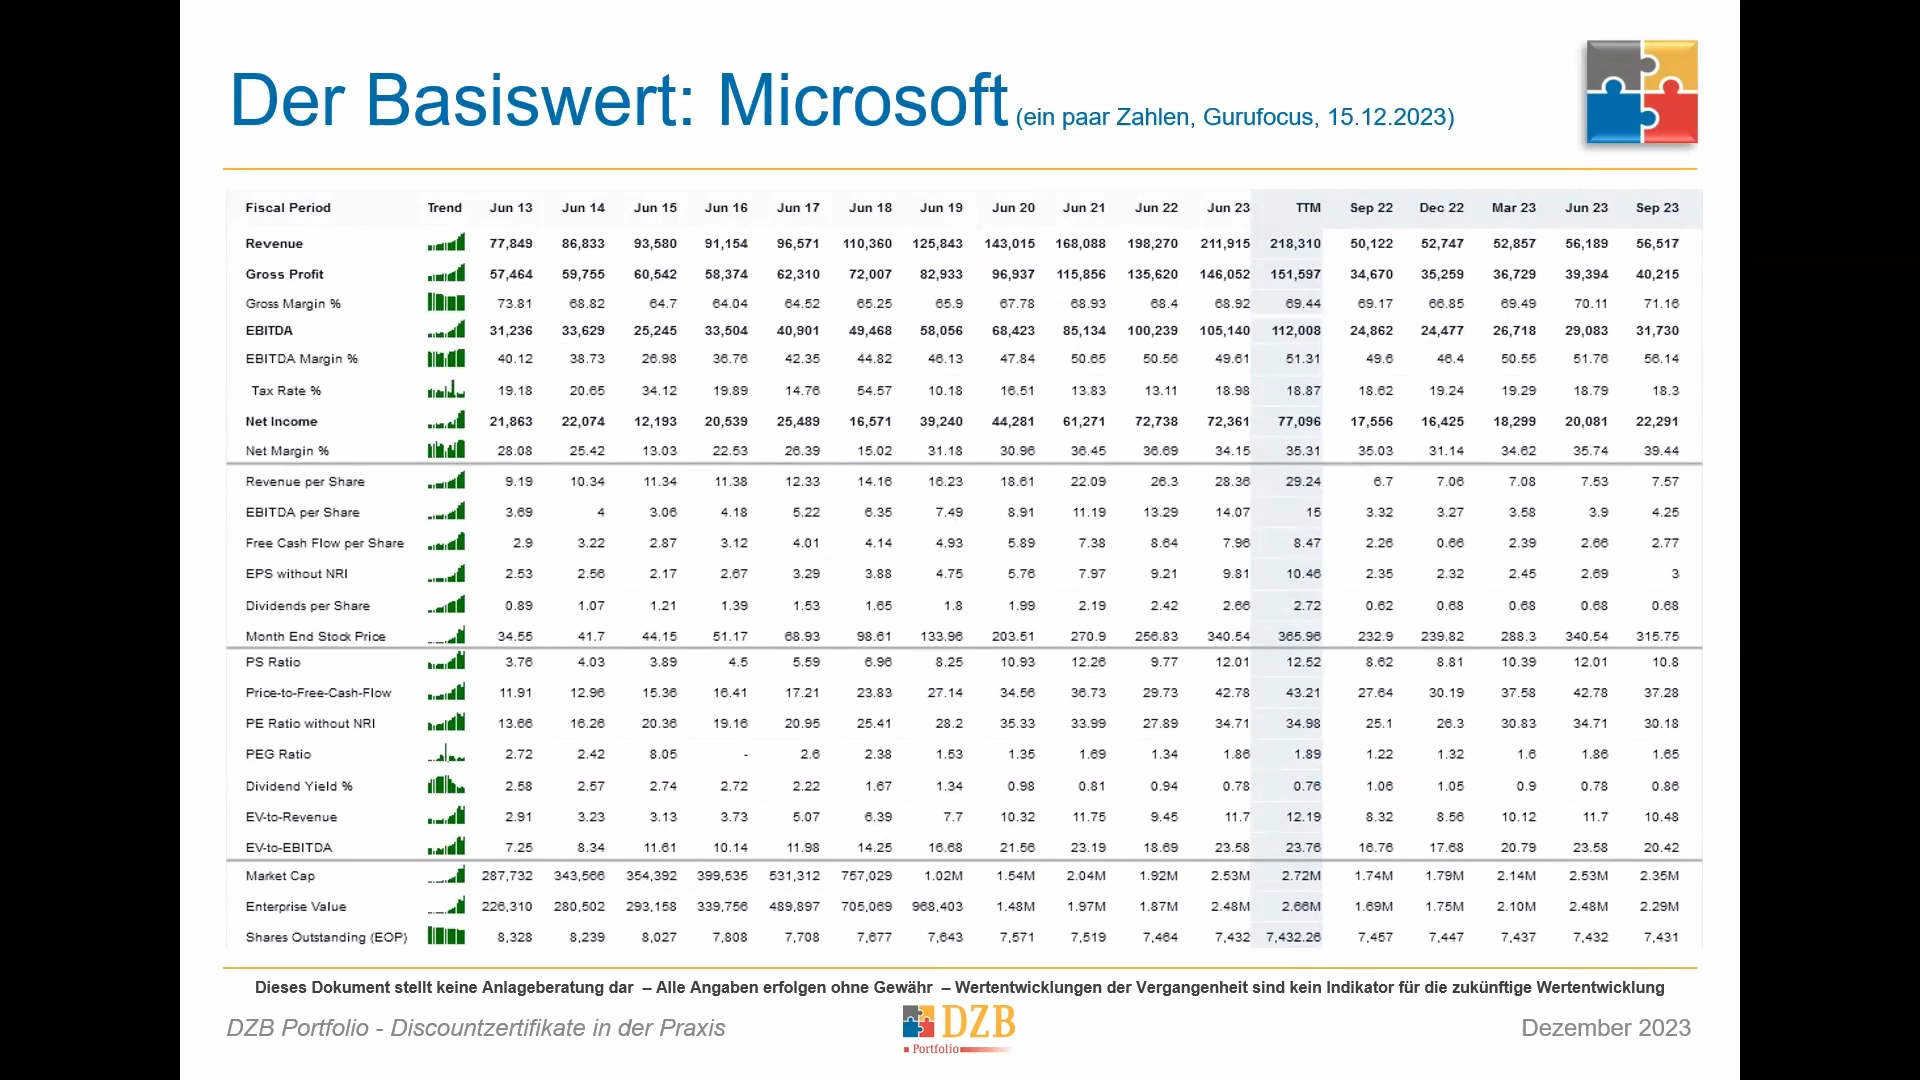 Der Basiswert: Microsoft (ein paar Zahlen, Gurufocus, 15.12.2023)
Fiscal Period Trend Jun 13 Jun 14 Jun 15 Jun 16 Jun 17 Jun 18 Jun 19 Jun 20 Jun 21 Jun 22 Jun 23 TTM Sep 22 Dec 22 Mar 23 Jun 23 Sep 23
Revenue 77,849 86,833 93,580 91,154 96,571 110,360 125,843 143,015 168,088 198,270 211,915 218,310 50,122 52,747 52,857 56,189 56,517
Gross Profit 57,464 59,755 60,542 58,374 62,310 72,007 82,933 96,937 115,856 135,620 146,052 151,597 34,670 35,259 36,729 39,394 40,215
Gross Margin % 73.81 68.82 64.7 64.04 64.52 65.25 65.9 67.78 68.93 68.4 68.92 69.44 69.17 66.85 69.49 70.11 71.16
EBITDA 31,236 33,629 25,245 33,504 40,901 49,468 58,056 68,423 85,134 100,239 105,140 112,008 24,862 24,477 26,718 29,083 31,730
EBITDA Margin % 40.12 38.73 26.98 36.76 42.35 44.82 46.13 47.84 50.65 50.56 49.61 51.31 49.6 46.4 50.55 51.76 56.14
Tax Rate % 19.18 20.65 34.12 19.89 14.76 54.57 10.18 16.51 13.83 13.11 18.98 18.87 18.62 19.24 19.29 18.79 18.3
Net Income 21,863 22,074 12,193 20,539 25,489 16,571 39,240 44,281 61,271 72,738 72,361 77,096 17,556 16,425 18,299 20,081 22,291
Net Margin % 28.08 25.42 13.03 22.53 26.39 15.02 31.18 30.96 36.45 36.69 34.15 35.31 35.03 31.14 34.62 35.74 39.44
Revenue per Share 9.19 10.34 11.34 11.38 12.33 14.16 16.23 18.61 22.09 26.3 28.36 29.24 6.7 7.06 7.08 7.53 7.57
EBITDA per Share 3.69 4 3.06 4.18 5.22 6.35 7.49 8.91 11.19 13.29 14.07 15 3.32 3.27 3.58 3.9 4.25
Free Cash Flow per Share 2.9 3.22 2.87 3.12 4.01 4.14 4.93 5.89 7.38 8.64 7.96 8.47 2.26 0.66 2.39 2.66 2.77
EPS without NRI 2.53 2.56 2.17 2.67 3.29 3.88 4.75 5.76 7.97 9.21 9.81 10.46 2.35 2.32 2.45 2.69 3
Dividends per Share 0.89 1.07 1.21 1.39 1.53 1.65 1.8 1.99 2.19 2.42 2.66 2.72 0.62 0.68 0.68 0.68 0.68
Month End Stock Price 34.55 41.7 44.15 51.17 68.93 98.61 133.96 203.51 270.9 256.83 340.54 365.96 232.9 239.82 288.3 340.54 315.75
PS Ratio 3.76 4.03 3.89 4.5 5.59 6.96 8.25 10.93 12.26 9.77 12.01 12.52 8.62 8.81 10.39 12.01 10.8
Price-to-Free-Cash-Flow 11.91 12.96 15.36 16.41 17.21 23.83 27.14 34.56 36.73 29.73 42.78 43.21 27.64 30.19 37.58 42.78 37.28
PE Ratio without NRI 13.66 16.26 20.36 19.16 20.95 25.41 28.2 35.33 33.99 27.89 34.71 34.98 25.1 26.3 30.83 34.71 30.18
PEG Ratio 2.72 2.42 8.05 - 2.6 2.38 1.53 1.35 1.69 1.34 1.86 1.89 1.22 1.32 1.6 1.86 1.65
Dividend Yield % 2.58 2.57 2.74 2.72 2.22 1.67 1.34 0.98 0.81 0.94 0.78 0.76 1.06 1.05 0.9 0.78 0.86
EV-to-Revenue 2.91 3.23 3.13 3.73 5.07 6.39 7.7 10.32 11.75 9.45 11.7 12.19 8.32 8.56 10.12 11.7 10.48
EV-to-EBITDA 7.25 8.34 11.61 10.14 11.98 14.25 16.68 21.56 23.19 18.69 23.58 23.76 16.76 17.68 20.79 23.58 20.42
Market Cap 287,732 343,566 354,392 399,535 531,312 757,029 1.02M 1.54M 2.04M 1.92M 2.53M 2.72M 1.74M 1.79M 2.14M 2.53M 2.35M
Enterprise Value 226,310 280,502 293,158 339,756 489,897 705,069 968,403 1.48M 1.97M 1.87M 2.48M 2.66M 1.69M 1.75M 2.10M 2.48M 2.29M
Shares Outstanding (EOP) 8,328 8,239 8,027 7,808 7,708 7,677 7,643 7,571 7,519 7,464 7,432 7,432.26 7,457 7,447 7,437 7,432 7,431
Dieses Dokument stellt keine Anlageberatung dar – Alle Angaben erfolgen ohne Gewähr – Wertentwicklungen der Vergangenheit sind kein Indikator für die zukünftige Wertentwicklung
DZB Portfolio - Discountzertifikate in der Praxis
DZB
Portfolio
Dezember 2023